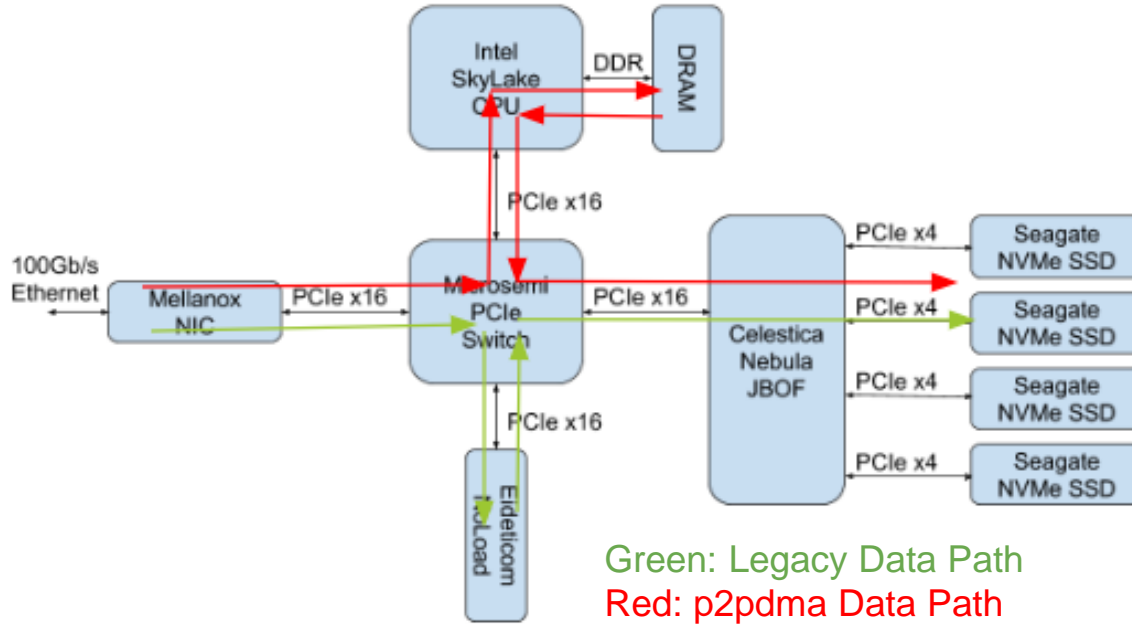 Intel
SkyLake
CPU
DDR
DRAM
PCIe x16
100Gb/s
Ethernet
Mellanox
NIC
PCIe x16
Microsemi
PCIe
Switch
PCIe x16
Celestica
Nebula
JBOF
PCIe x4
Seagate
NVMe SSD
PCIe x4
Seagate
NVMe SSD
PCIe x4
Seagate
NVMe SSD
PCIe x4
Seagate
NVMe SSD
PCIe x16
Eideticom
NoLoad
Green: Legacy Data Path
Red: p2pdma Data Path